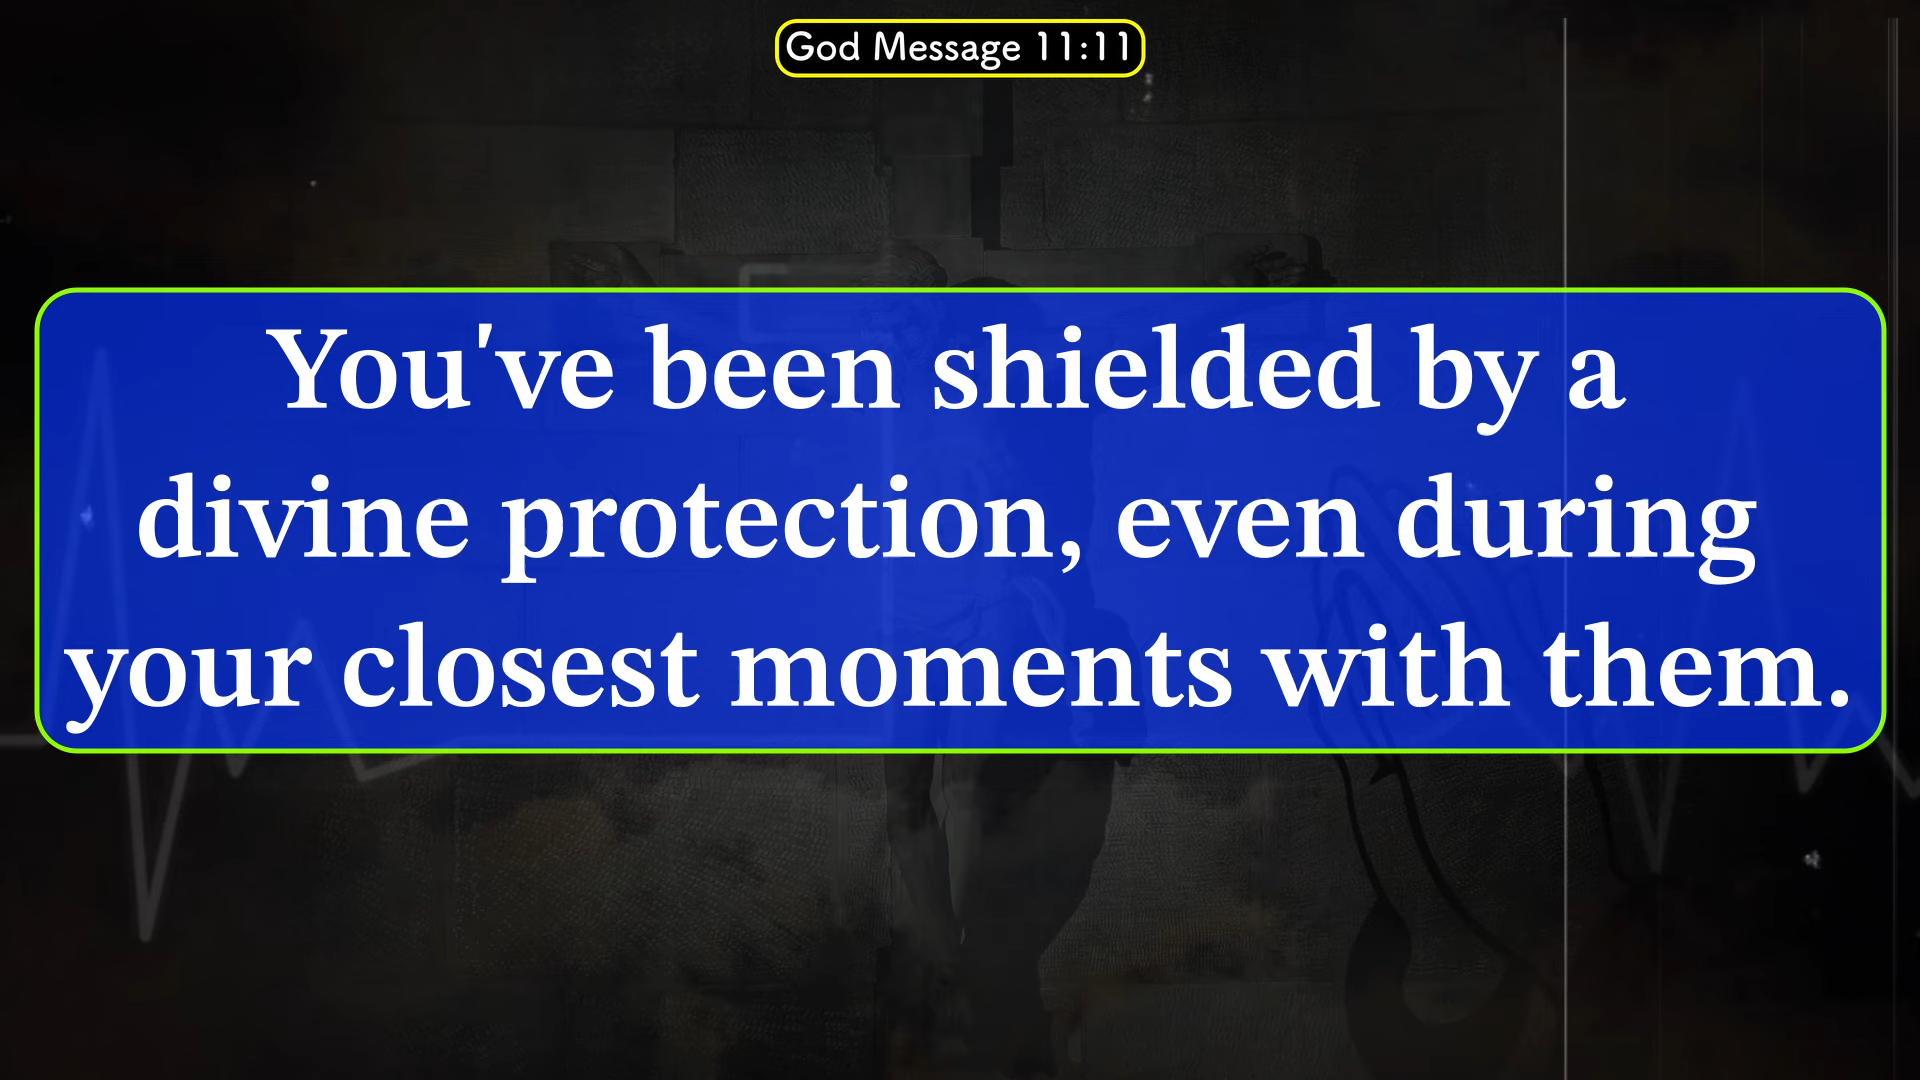 God Message 11:11
You've been shielded by a
divine protection, even during
your closest moments with them.